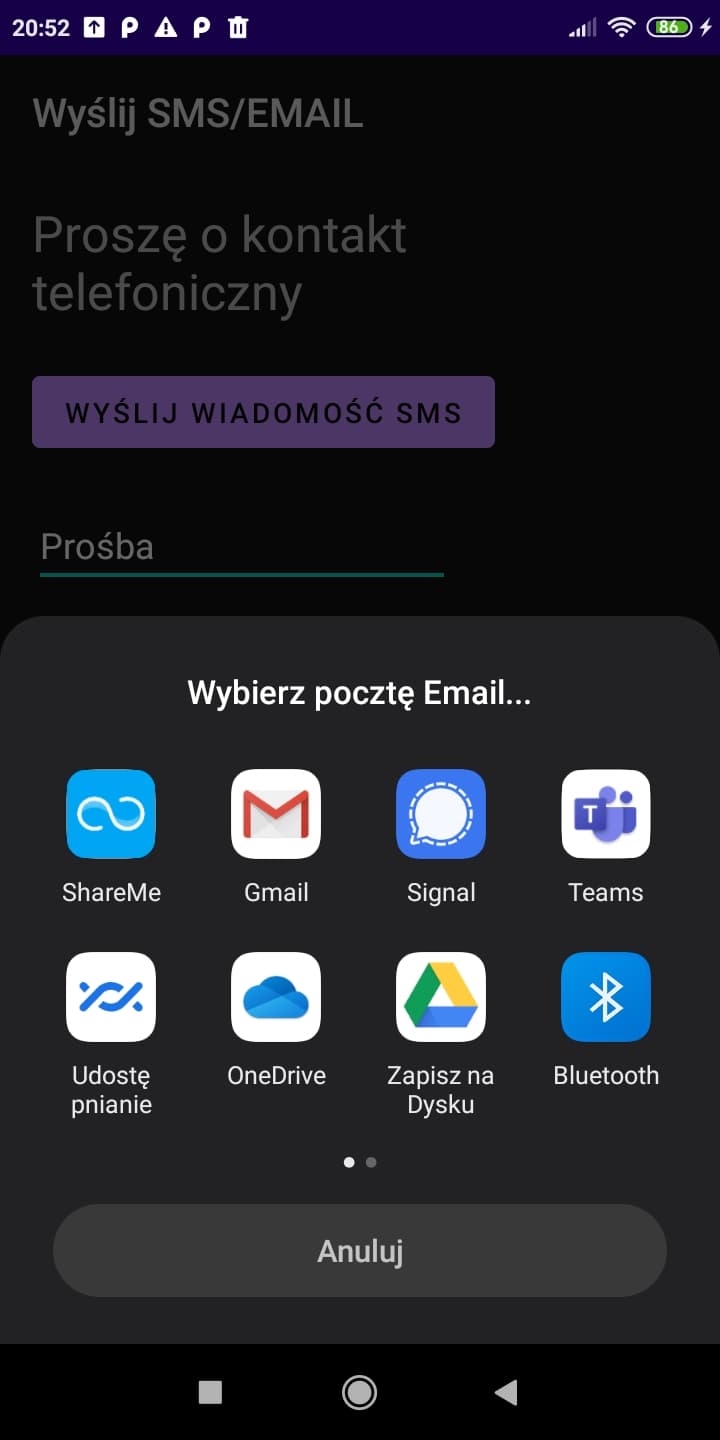 20:52
86
Wyślij SMS/EMAIL
Proszę o kontakt
telefoniczny
WYŚLIJ WIADOMOŚĆ SMS
Prośba
Wybierz pocztę Email...
T
ShareMe Gmail Signal Teams
Udostę OneDrive Zapisz na Bluetooth
pnianie Dysku
Anuluj